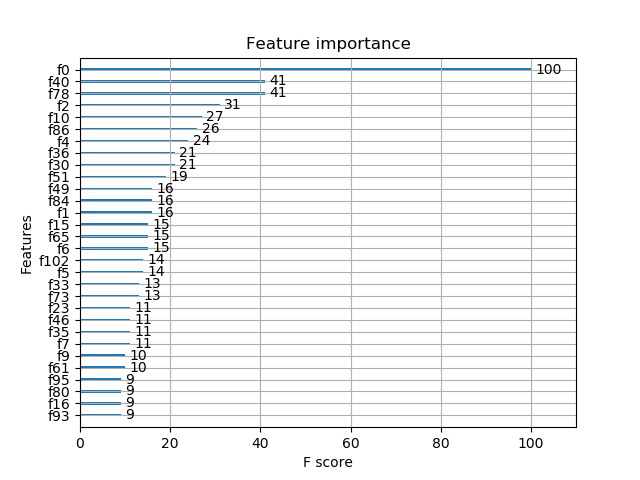 Feature importance
Features
f0 100
f40 41
f78 41
f2 31
f10 27
f86 26
f4 24
f36 21
f30 21
f51 19
f49 16
f84 16
f1 16
f15 15
f65 15
f6 15
f102 14
f5 14
f33 13
f73 13
f23 11
f46 11
f35 11
f7 11
f9 10
f61 10
f95 9
f80 9
f16 9
f93 9
0 20 40 60 80 100
F score